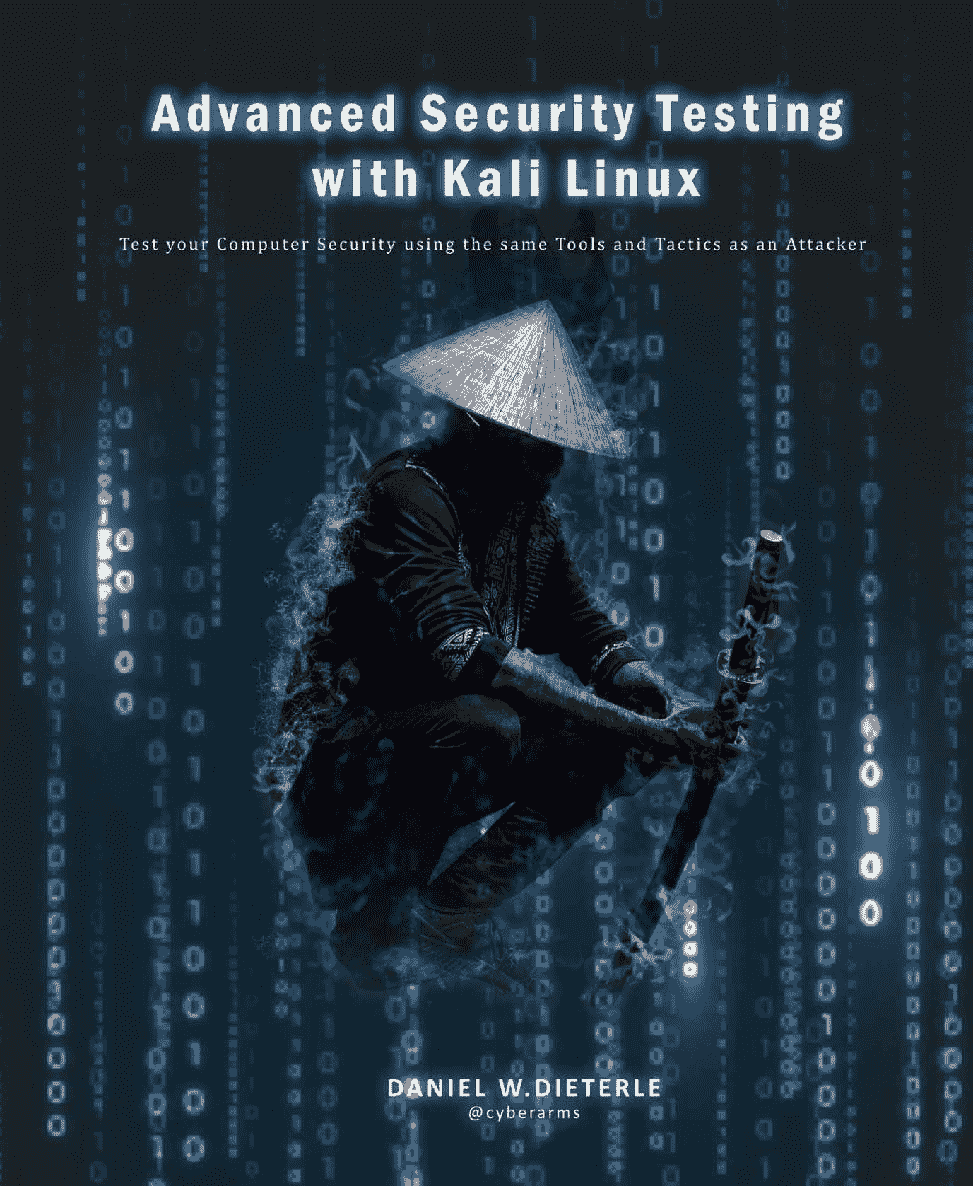 Advanced Security Testing
with Kali Linux
Test your Computer Security using the same Tools and Tactics as an Attacker
DANIEL W.DIETERLE
@cyberarms